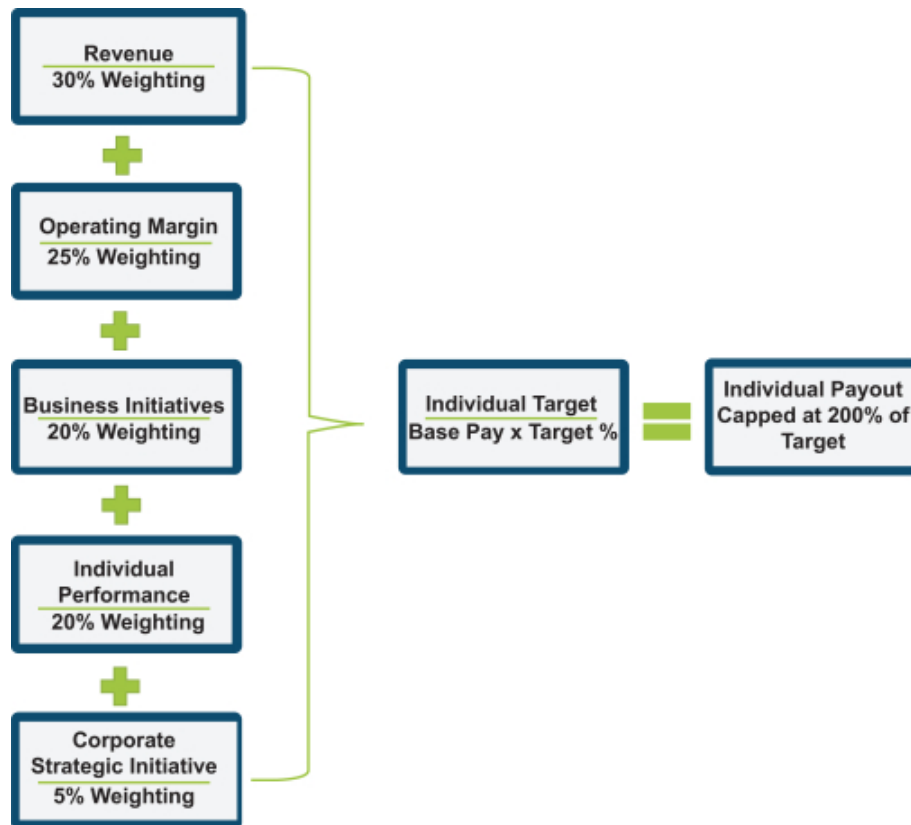 Revenue
30% Weighting
Operating Margin
25% Weighting
Business Initiatives
20% Weighting
Individual
Performance
20% Weighting
Corporate
Strategic Initiative
5% Weighting
Individual Target
Base Pay x Target %
Individual Payout
Capped at 200% of
Target